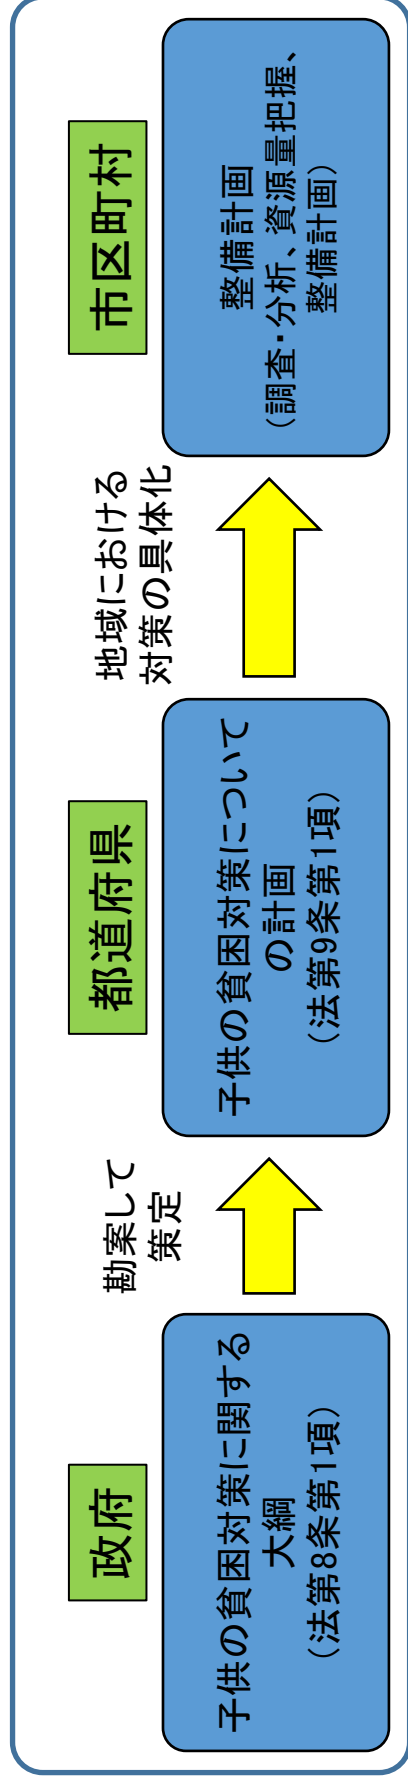 政府
子供の貧困対策に関する
大綱
（法第8条第1項）
勘案して
策定
都道府県
子供の貧困対策について
の計画
（法第9条第1項）
地域における
対策の具体化
市区町村
整備計画
（調査・分析、資源量把握、
整備計画）